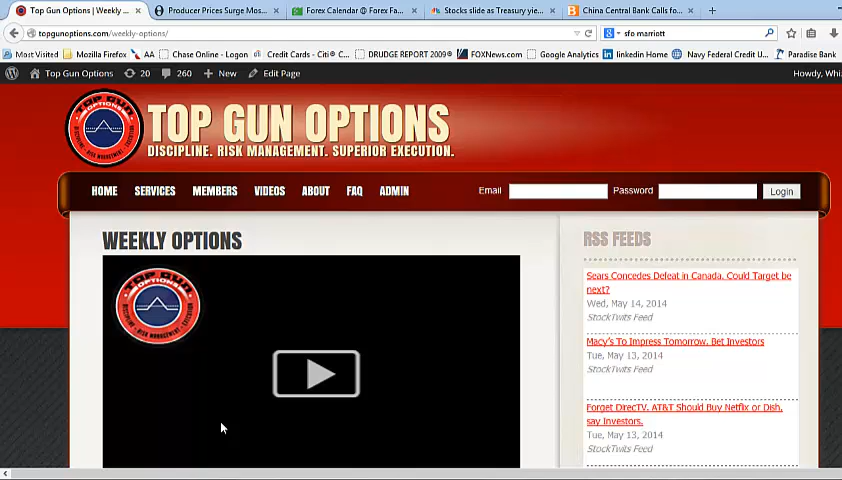 Top Gun Options | Weekly ...
Producer Prices Surge Mos...
Forex Calendar @ Forex Fa...
Stocks slide as Treasury yie...
China Central Bank Calls fo...
topgunoptions.com/weekly-options/
sfo marriott
Most Visited
Mozilla Firefox
AA
Chase Online - Logon
Credit Cards - Citi® C...
DRUDGE REPORT 2009®
FOXNews.com
Google Analytics
linkedin Home
Navy Federal Credit U...
Paradise Bank
Top Gun Options
20
260
+ New
Edit Page
Howdy, Whi
TOP GUN OPTIONS
DISCIPLINE. RISK MANAGEMENT. SUPERIOR EXECUTION.
HOME
SERVICES
MEMBERS
VIDEOS
ABOUT
FAQ
ADMIN
Email
Password
Login
WEEKLY OPTIONS
TOP GUN
OPTIONS
RSS FEEDS
Sears Concedes Defeat in Canada. Could Target be
next?
Wed, May 14, 2014
StockTwits Feed
Macy's To Impress Tomorrow, Bet Investors
Tue, May 13, 2014
StockTwits Feed
Forget DirecTV. AT&T Should Buy Netflix or Dish,
say Investors.
Tue, May 13, 2014
StockTwits Feed